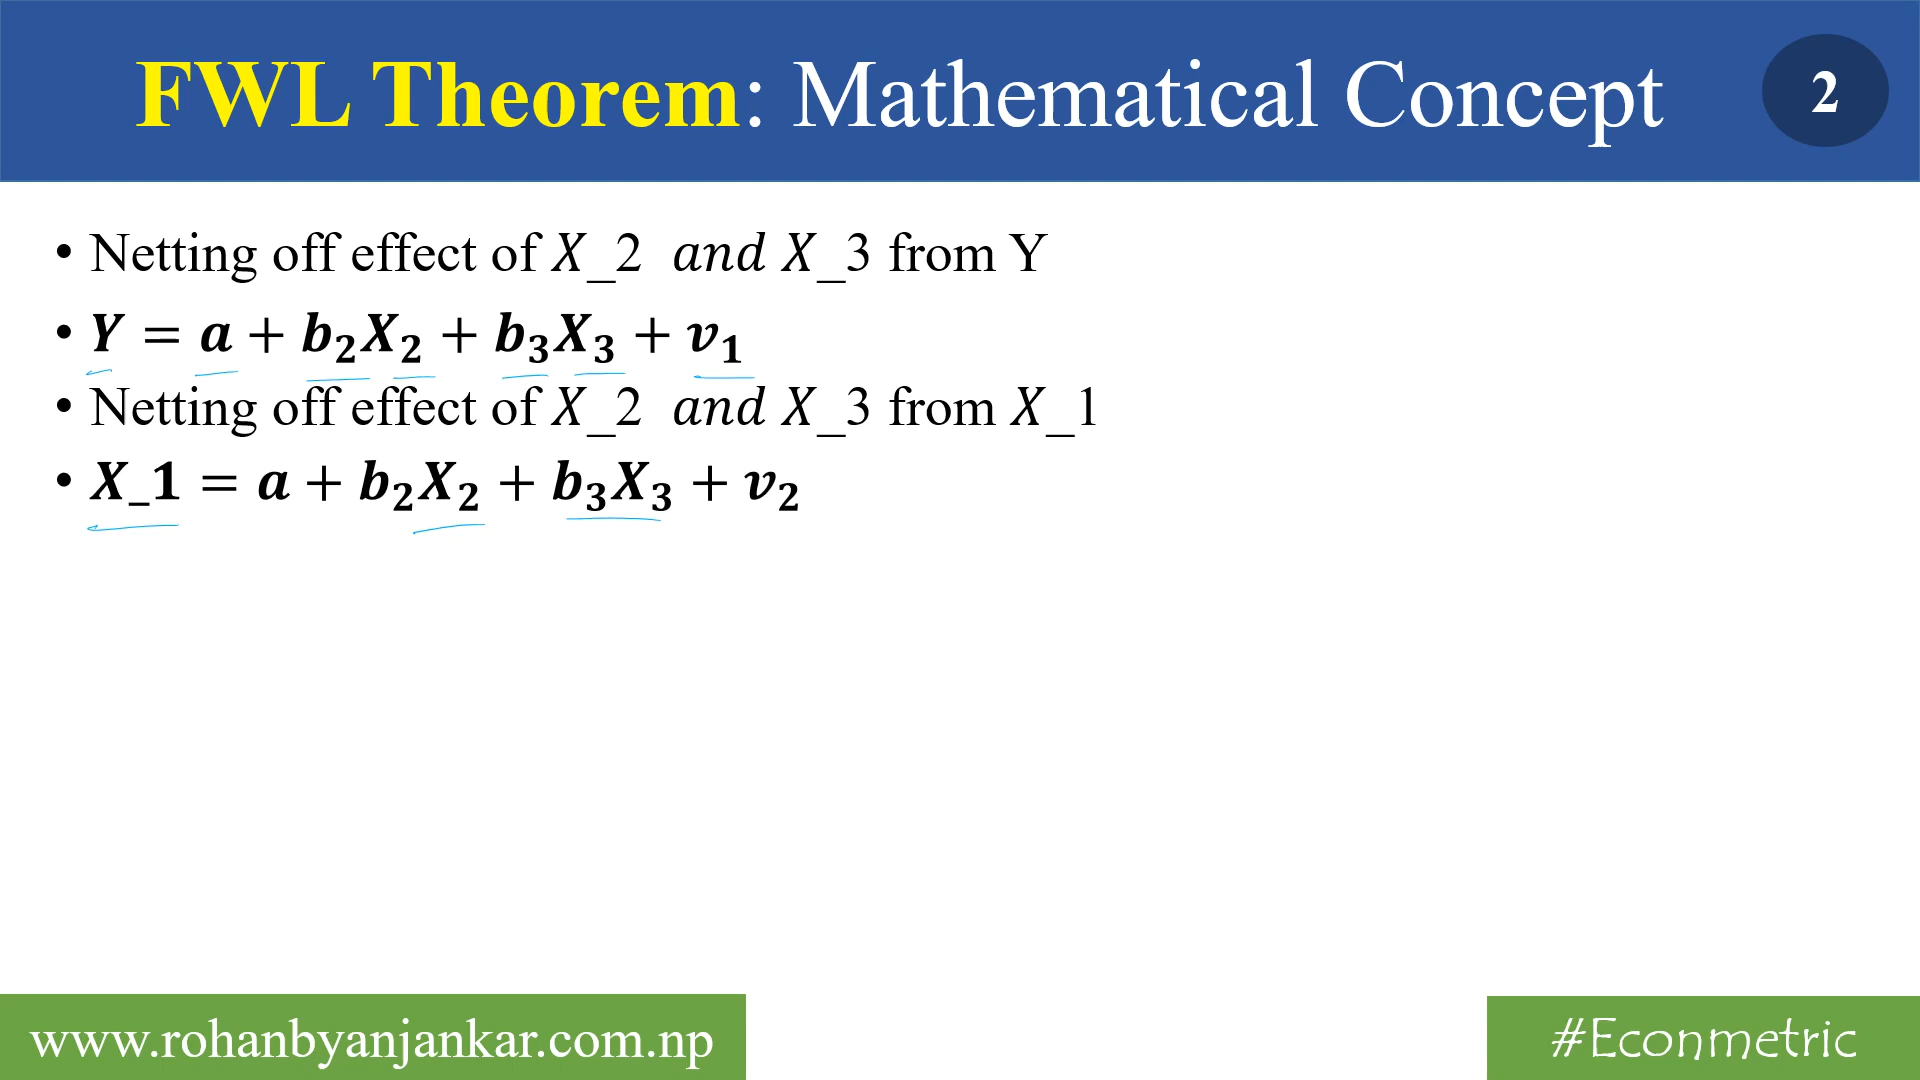 FWL Theorem: Mathematical Concept
2
• Netting off effect of X_2 and X_3 from Y
• Y = a + b₂X₂ + b₃X₃ + v₁
• Netting off effect of X_2 and X_3 from X_1
• X_1 = a + b₂X₂ + b₃X₃ + v₂
www.rohanbyanjankar.com.np
#Econmetric